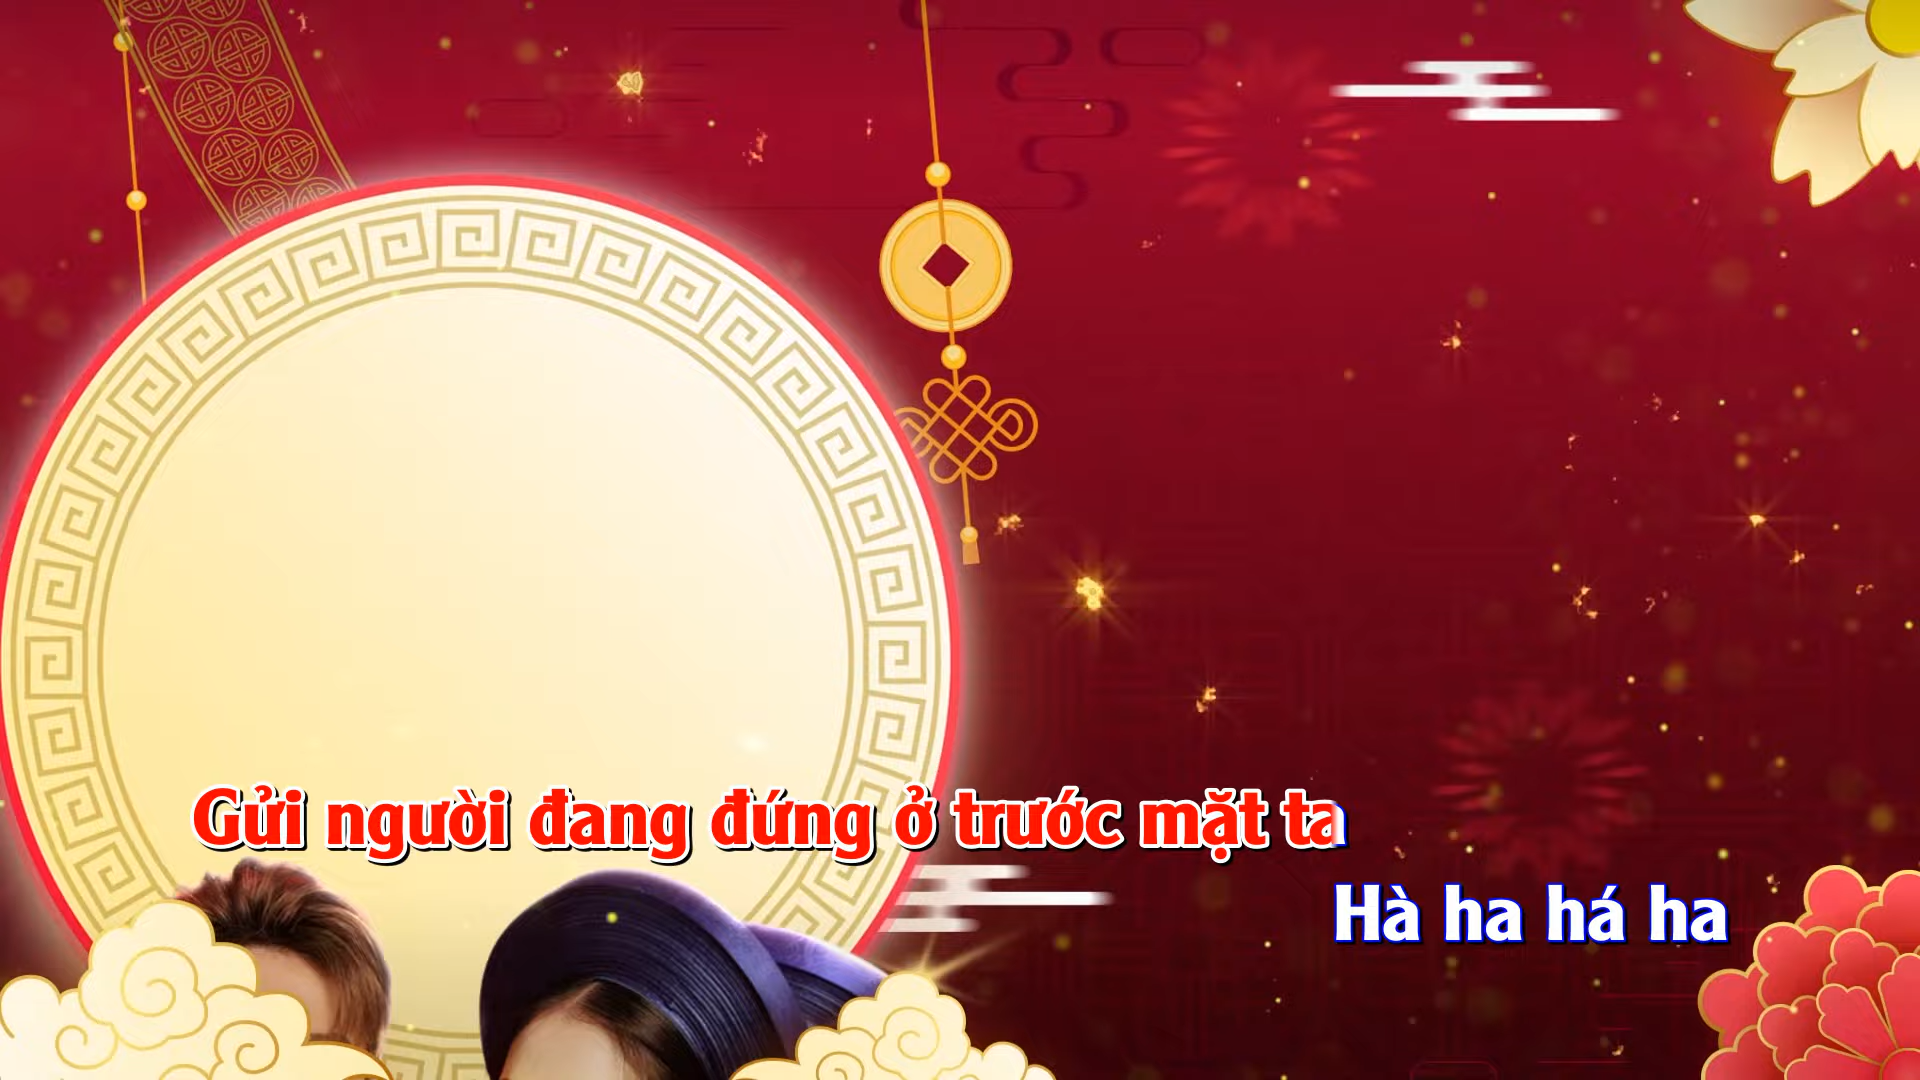 Gửi người đang đứng ở trước mặt ta
Hà ha há ha